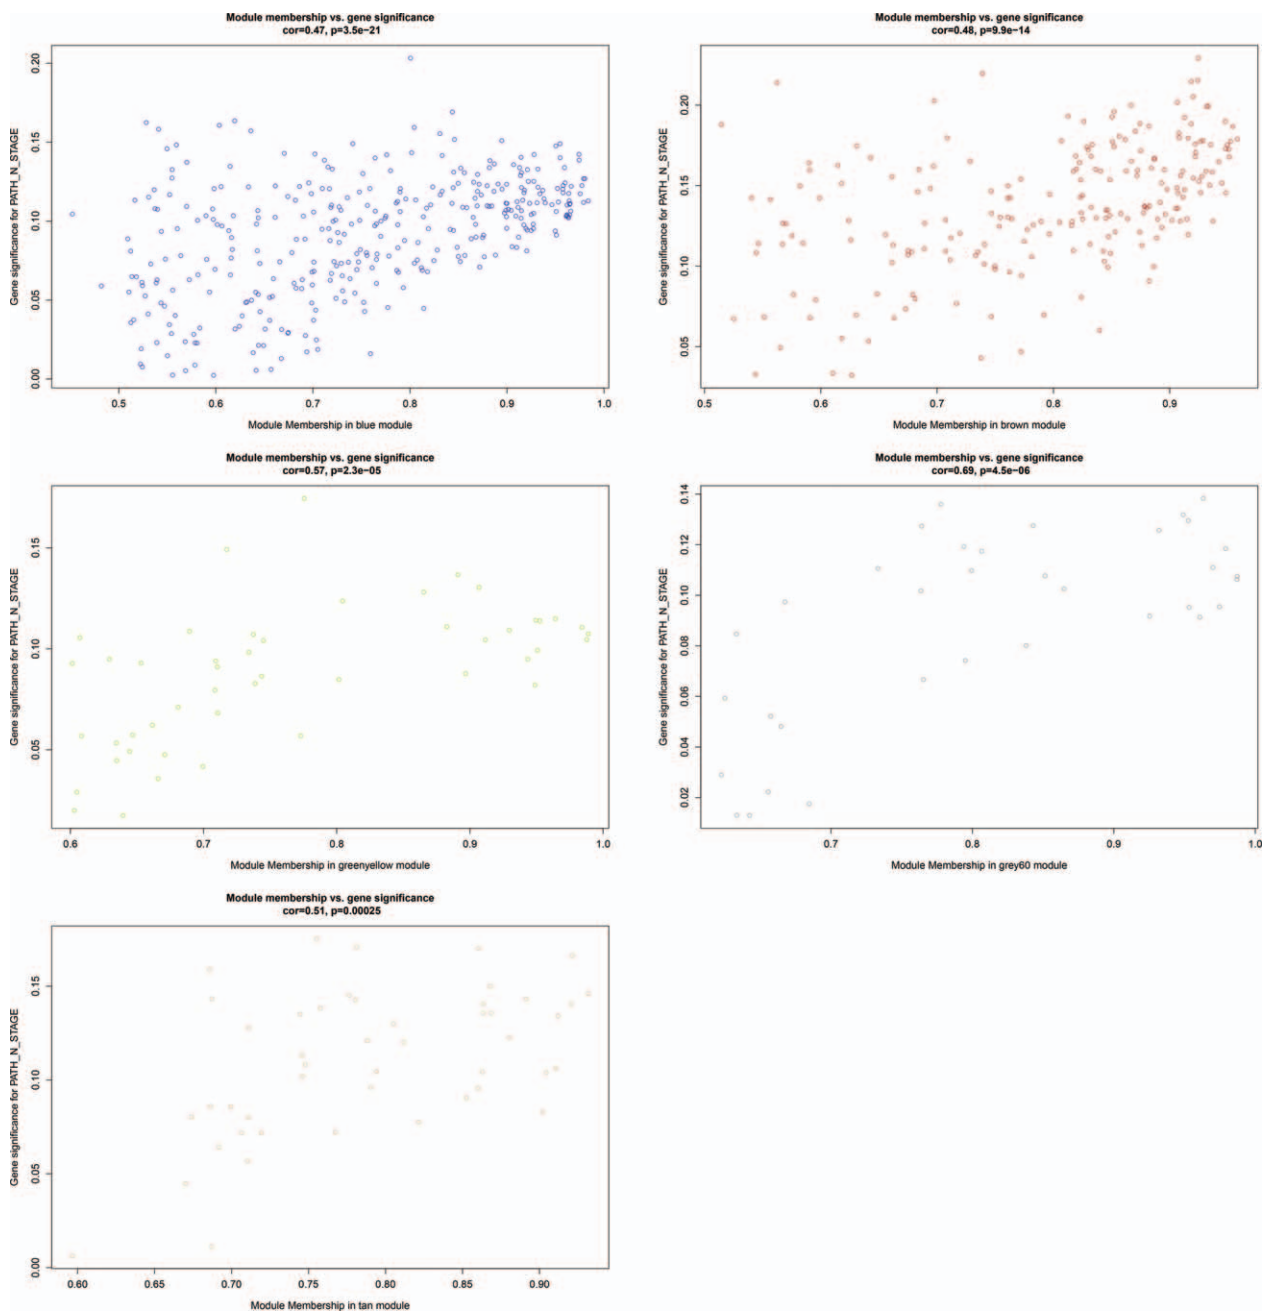 Module membership vs. gene significance
cor=0.47, p=3.5e−21
Gene significance for PATH_N_STAGE
0.20
0.15
0.10
0.05
0.00
0.5 0.6 0.7 0.8 0.9 1.0
Module Membership in blue module
Module membership vs. gene significance
cor=0.48, p=9.9e−14
Gene significance for PATH_N_STAGE
0.20
0.15
0.10
0.05
0.5 0.6 0.7 0.8 0.9
Module Membership in brown module
Module membership vs. gene significance
cor=0.57, p=2.3e−05
Gene significance for PATH_N_STAGE
0.15
0.10
0.05
0.6 0.7 0.8 0.9 1.0
Module Membership in greenyellow module
Module membership vs. gene significance
cor=0.69, p=4.5e−06
Gene significance for PATH_N_STAGE
0.14
0.12
0.10
0.08
0.06
0.04
0.02
0.7 0.8 0.9 1.0
Module Membership in grey60 module
Module membership vs. gene significance
cor=0.51, p=0.00025
Gene significance for PATH_N_STAGE
0.15
0.10
0.05
0.00
0.60 0.65 0.70 0.75 0.80 0.85 0.90
Module Membership in tan module